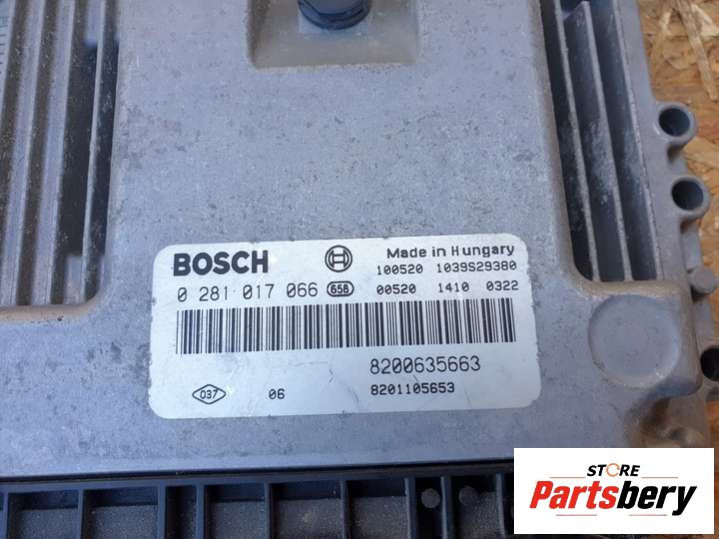 BOSCH
Made in Hungary
100520 1039S29380
0 281 017 066 658
00520 1410 0322
8200635663
037 06 8201105653
STORE
Partsbery